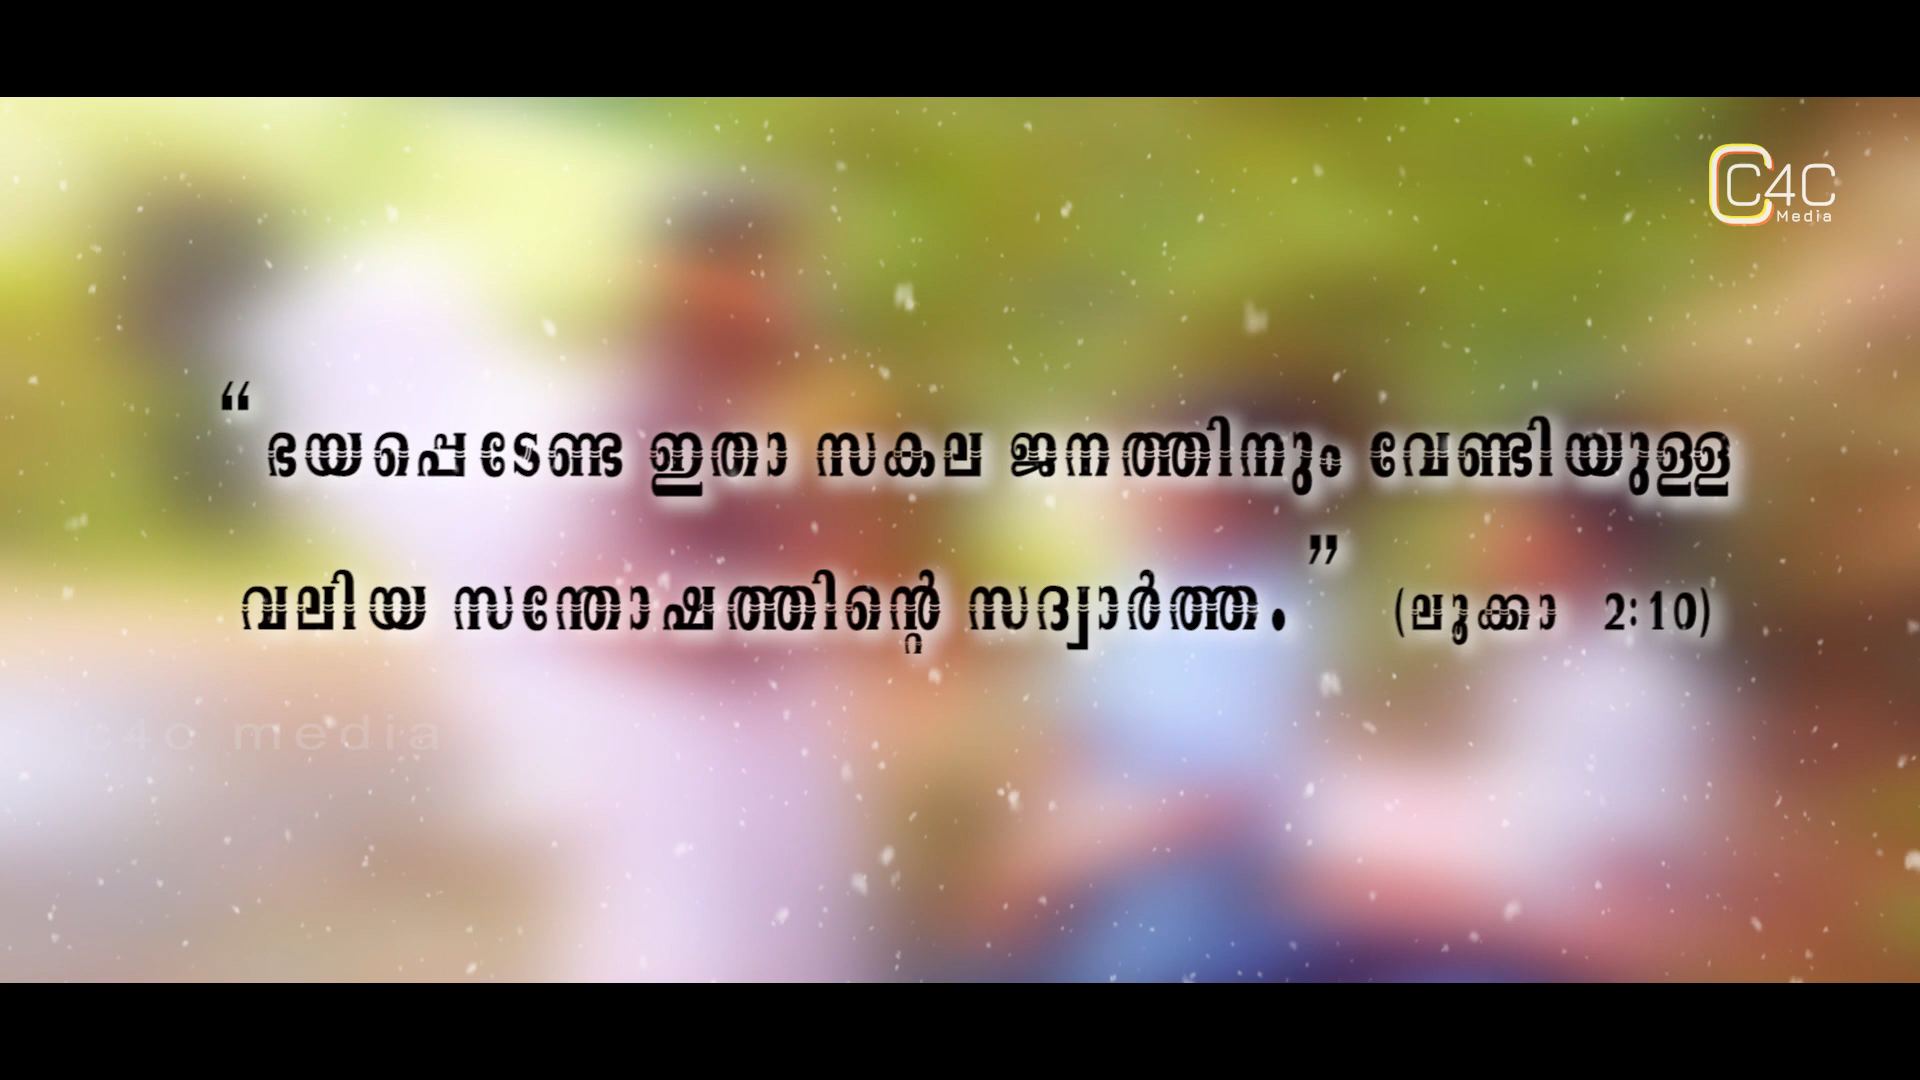 C4C
Media
“ഭയപ്പെടേണ്ട ഇതാ സകല ജനത്തിനും വേണ്ടിയുള്ള
വലിയ സന്തോഷത്തിന്റെ സദ്വാർത്ത.” (ലൂക്കാ 2:10)
c4c media